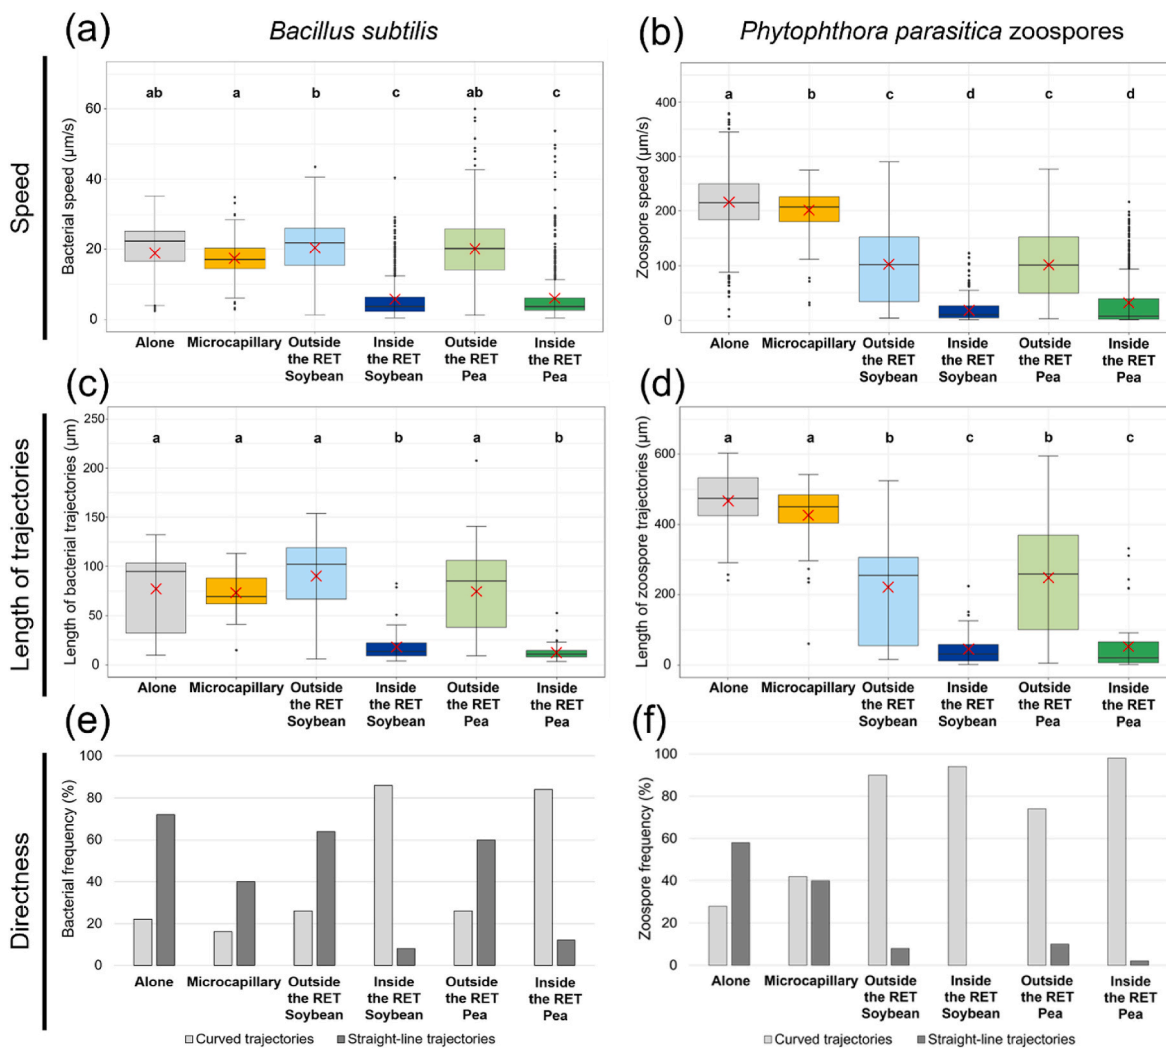 (a)
Bacillus subtilis
(b)
Phytophthora parasitica zoospores
Speed
Bacterial speed (µm/s)
60
40
20
0
ab
a
b
c
ab
c
Alone
Microcapillary
Outside
the RET
Soybean
Inside
the RET
Soybean
Outside
the RET
Pea
Inside
the RET
Pea
Zoospore speed (µm/s)
400
300
200
100
0
a
b
c
d
c
d
Alone
Microcapillary
Outside
the RET
Soybean
Inside
the RET
Soybean
Outside
the RET
Pea
Inside
the RET
Pea
Length of trajectories
(c)
Length of bacterial trajectories (µm)
250
200
150
100
50
0
a
a
a
b
a
b
Alone
Microcapillary
Outside
the RET
Soybean
Inside
the RET
Soybean
Outside
the RET
Pea
Inside
the RET
Pea
(d)
Length of zoospore trajectories (µm)
600
400
200
0
a
a
b
c
b
c
Alone
Microcapillary
Outside
the RET
Soybean
Inside
the RET
Soybean
Outside
the RET
Pea
Inside
the RET
Pea
Directness
(e)
Bacterial frequency (%)
100
80
60
40
20
0
Alone
Microcapillary
Outside
the RET
Soybean
Inside
the RET
Soybean
Outside
the RET
Pea
Inside
the RET
Pea
Curved trajectories
Straight-line trajectories
(f)
Zoospore frequency (%)
100
80
60
40
20
0
Alone
Microcapillary
Outside
the RET
Soybean
Inside
the RET
Soybean
Outside
the RET
Pea
Inside
the RET
Pea
Curved trajectories
Straight-line trajectories